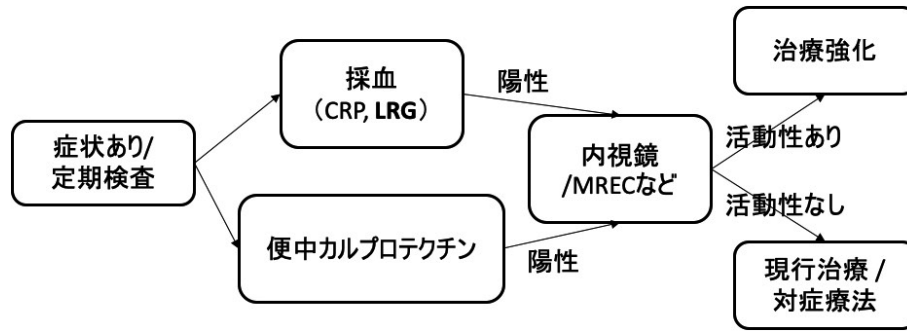 症状あり/
定期検査
採血
(CRP, LRG)
便中カルプロテクチン
陽性
陽性
内視鏡
/MRECなど
活動性あり
活動性なし
治療強化
現行治療 /
対症療法